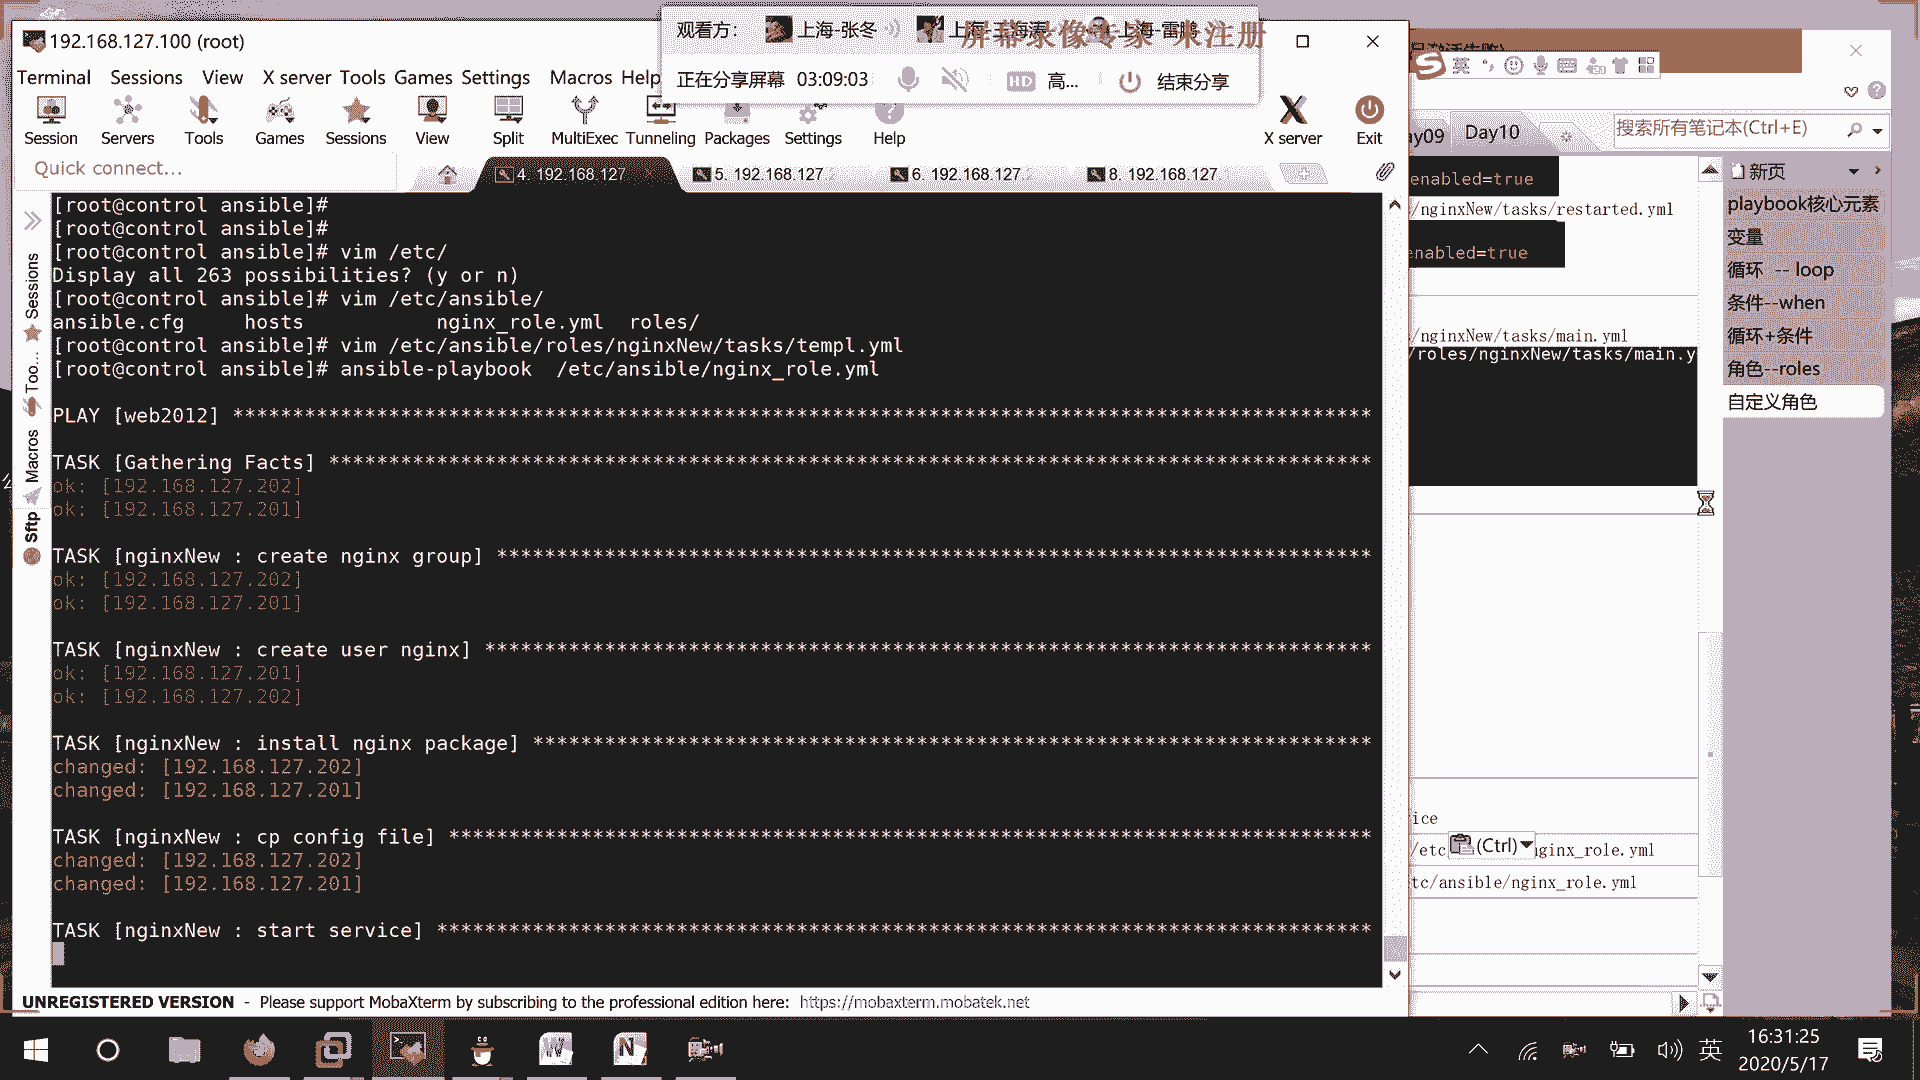 192.168.127.100 (root)
观看方： 上海-张冬 上海-王海涛 上海-雷鹏
屏幕录像专家 未注册
Terminal Sessions View X server Tools Games Settings Macros Help
正在分享屏幕 03:09:03 HD 高... 结束分享
英
Session Servers Tools Games Sessions View Split MultiExec Tunneling Packages Settings Help X server Exit
Day10
搜索所有笔记本(Ctrl+E)
Quick connect...
4. 192.168.127
5. 192.168.127.
6. 192.168.127.
8. 192.168.127.
Sessions
Too...
Macros
Sftp
[root@control ansible]#
[root@control ansible]#
[root@control ansible]# vim /etc/
Display all 263 possibilities? (y or n)
[root@control ansible]# vim /etc/ansible/
ansible.cfg hosts nginx_role.yml roles/
[root@control ansible]# vim /etc/ansible/roles/nginxNew/tasks/templ.yml
[root@control ansible]# ansible-playbook /etc/ansible/nginx_role.yml
PLAY [web2012] ***********************************************************************************************
TASK [Gathering Facts] ***************************************************************************************
ok: [192.168.127.202]
ok: [192.168.127.201]
TASK [nginxNew : create nginx group] *************************************************************************
ok: [192.168.127.202]
ok: [192.168.127.201]
TASK [nginxNew : create user nginx] **************************************************************************
ok: [192.168.127.201]
ok: [192.168.127.202]
TASK [nginxNew : install nginx package] **********************************************************************
changed: [192.168.127.202]
changed: [192.168.127.201]
TASK [nginxNew : cp config file] *****************************************************************************
changed: [192.168.127.202]
changed: [192.168.127.201]
TASK [nginxNew : start service] ******************************************************************************
enabled=true
/nginxNew/tasks/restarted.yml
enabled=true
/nginxNew/tasks/main.yml
/roles/nginxNew/tasks/main.y
ice
/etc
(Ctrl)
nginx_role.yml
tc/ansible/nginx_role.yml
新页
playbook核心元素
变量
循环 -- loop
条件--when
循环+条件
角色--roles
自定义角色
UNREGISTERED VERSION - Please support MobaXterm by subscribing to the professional edition here: https://mobaxterm.mobatek.net
英
16:31:25
2020/5/17